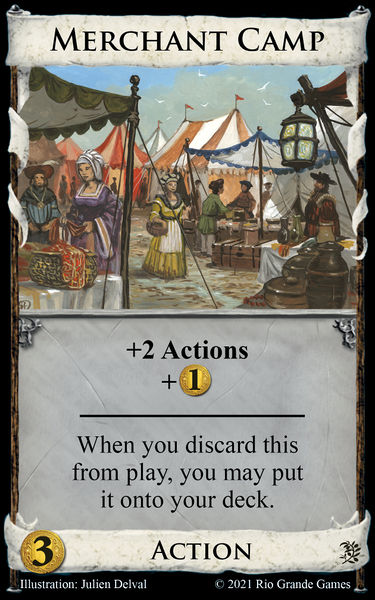 Merchant Camp
+2 Actions
+1
When you discard this
from play, you may put
it onto your deck.
3 Action
Illustration: Julien Delval © 2021 Rio Grande Games